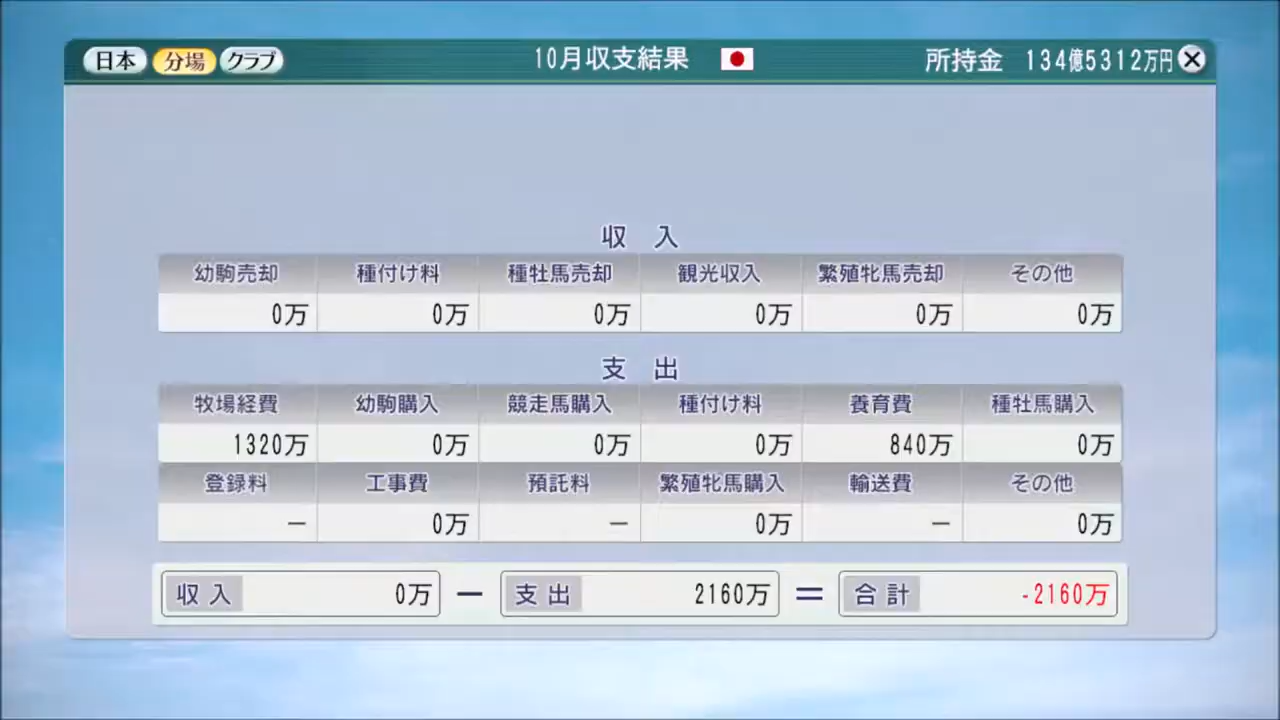 日本 分場 クラブ 10月収支結果 所持金 134億5312万円
収 入
幼駒売却 種付け料 種牡馬売却 観光収入 繁殖牝馬売却 その他
0万 0万 0万 0万 0万 0万
支 出
牧場経費 幼駒購入 競走馬購入 種付け料 養育費 種牡馬購入
1320万 0万 0万 0万 840万 0万
登録料 工事費 預託料 繁殖牝馬購入 輸送費 その他
ー 0万 ー 0万 ー 0万
収 入 0万 ー 支 出 2160万 = 合 計 -2160万